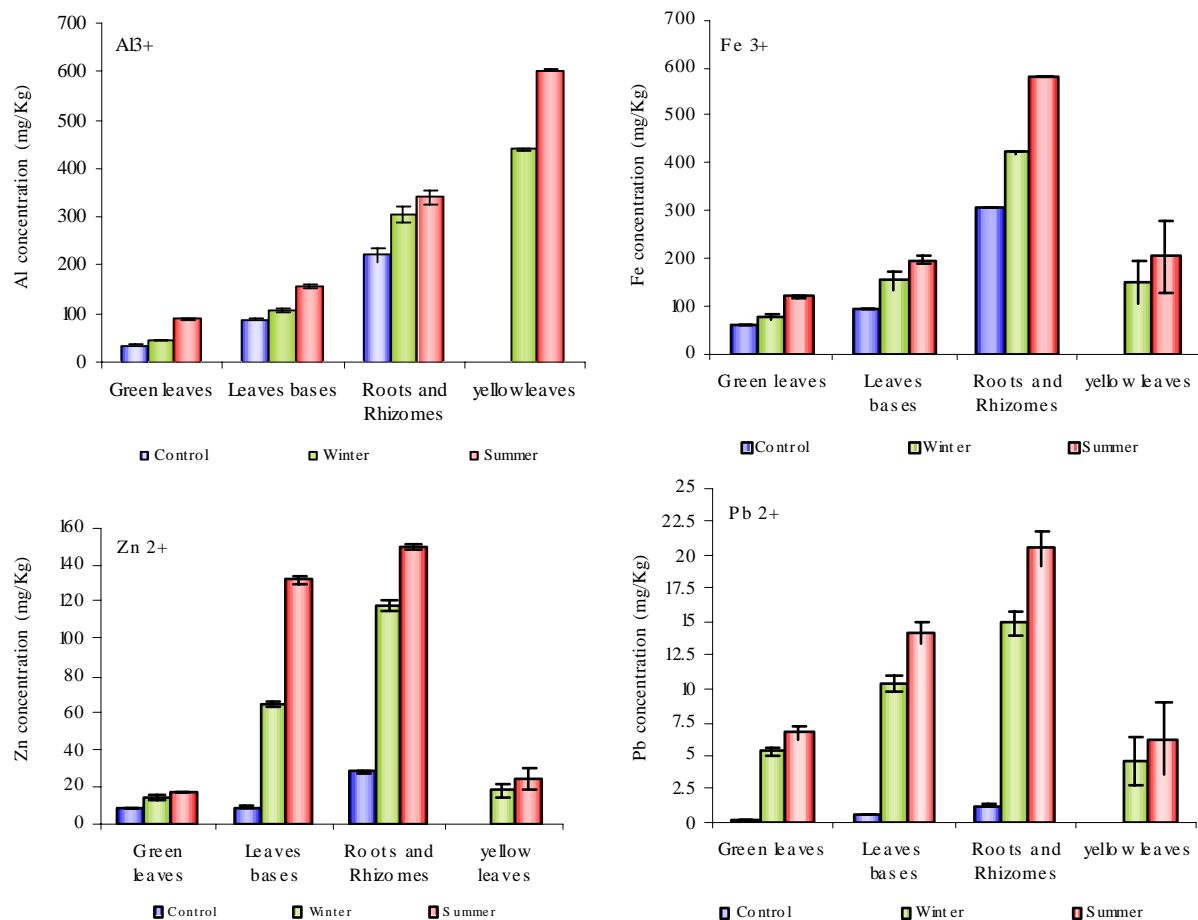 Al3+
Al concentration (mg/Kg)
700
600
500
400
300
200
100
0
Green leaves Leaves bases Roots and Rhizomes yellow leaves
Control Winter Summer
Fe 3+
Fe concentration (mg/Kg)
700
600
500
400
300
200
100
0
Green leaves Leaves bases Roots and Rhizomes yellow leaves
Control Winter Summer
Zn 2+
Zn concentration (mg/Kg)
160
140
120
100
80
60
40
20
0
Green leaves Leaves bases Roots and Rhizomes yellow leaves
Control Winter Summer
Pb 2+
Pb concentration (mg/Kg)
25
22.5
20
17.5
15
12.5
10
7.5
5
2.5
0
Green leaves Leaves bases Roots and Rhizomes yellow leaves
Control Winter Summer